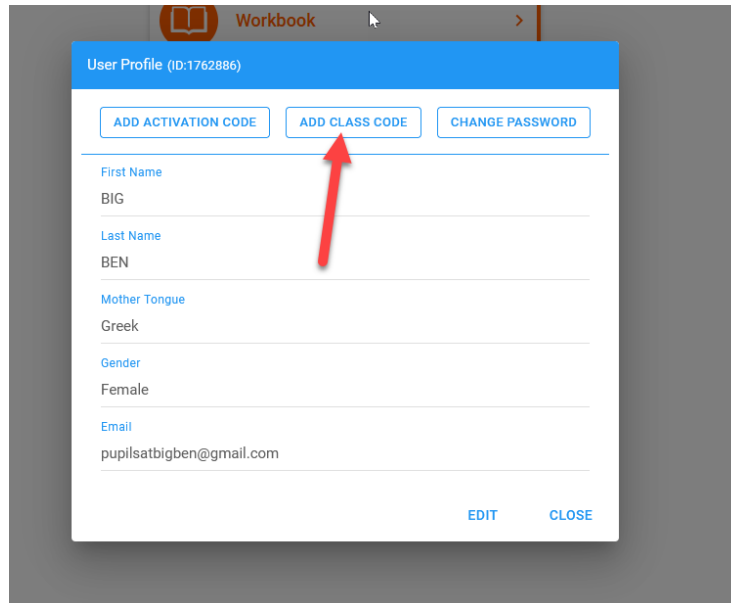 Workbook
User Profile (ID:1762886)
ADD ACTIVATION CODE ADD CLASS CODE CHANGE PASSWORD
First Name
BIG
Last Name
BEN
Mother Tongue
Greek
Gender
Female
Email
pupilsatbigben@gmail.com
EDIT CLOSE